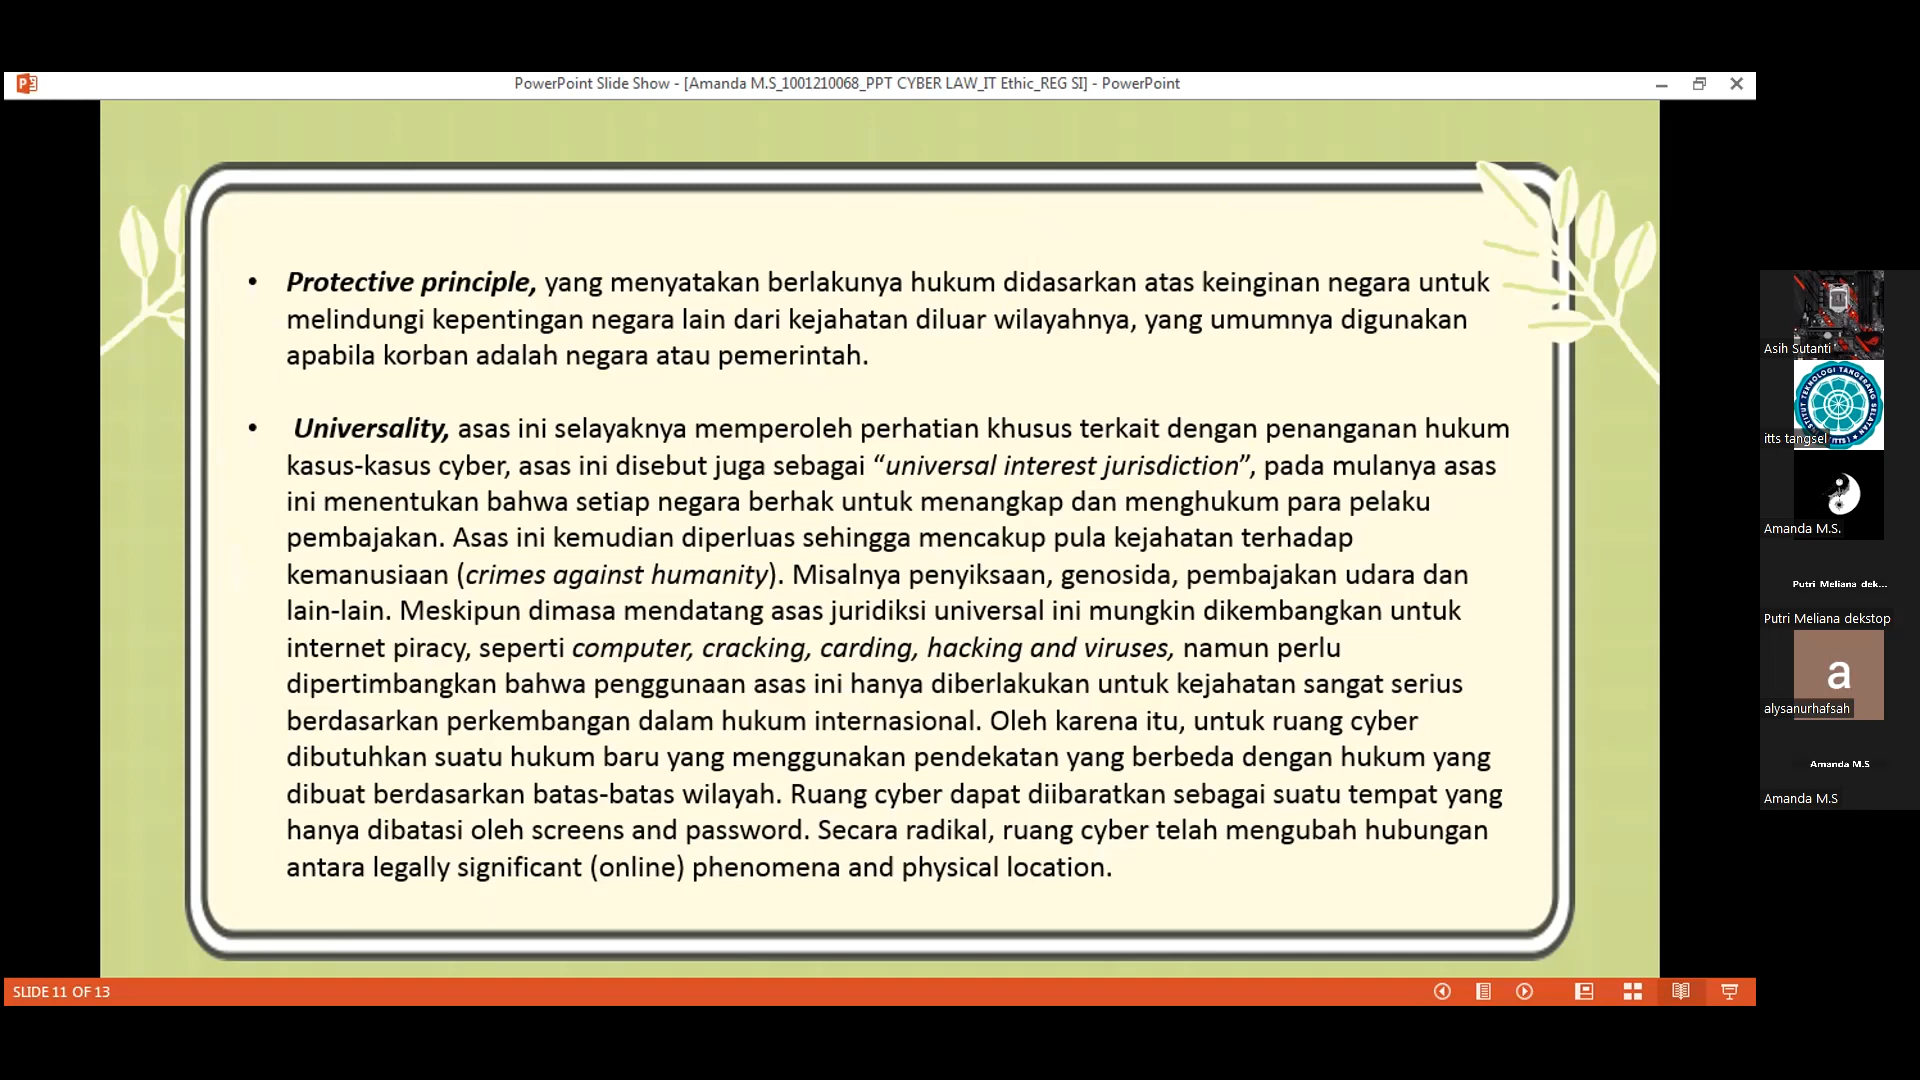 PowerPoint Slide Show - [Amanda M.S_1001210068_PPT CYBER LAW_IT Ethic_REG SI] - PowerPoint
• Protective principle, yang menyatakan berlakunya hukum didasarkan atas keinginan negara untuk
melindungi kepentingan negara lain dari kejahatan diluar wilayahnya, yang umumnya digunakan
apabila korban adalah negara atau pemerintah.
• Universality, asas ini selayaknya memperoleh perhatian khusus terkait dengan penanganan hukum
kasus-kasus cyber, asas ini disebut juga sebagai “universal interest jurisdiction”, pada mulanya asas
ini menentukan bahwa setiap negara berhak untuk menangkap dan menghukum para pelaku
pembajakan. Asas ini kemudian diperluas sehingga mencakup pula kejahatan terhadap
kemanusiaan (crimes against humanity). Misalnya penyiksaan, genosida, pembajakan udara dan
lain-lain. Meskipun dimasa mendatang asas juridiksi universal ini mungkin dikembangkan untuk
internet piracy, seperti computer, cracking, carding, hacking and viruses, namun perlu
dipertimbangkan bahwa penggunaan asas ini hanya diberlakukan untuk kejahatan sangat serius
berdasarkan perkembangan dalam hukum internasional. Oleh karena itu, untuk ruang cyber
dibutuhkan suatu hukum baru yang menggunakan pendekatan yang berbeda dengan hukum yang
dibuat berdasarkan batas-batas wilayah. Ruang cyber dapat diibaratkan sebagai suatu tempat yang
hanya dibatasi oleh screens and password. Secara radikal, ruang cyber telah mengubah hubungan
antara legally significant (online) phenomena and physical location.
SLIDE 11 OF 13
Asih Sutanti
INSTITUT TEKNOLOGI TANGERANG SELATAN
(ITTS)
itts tangsel
Amanda M.S.
Putri Meliana dek...
Putri Meliana dekstop
a
alysanurhafsah
Amanda M.S
Amanda M.S